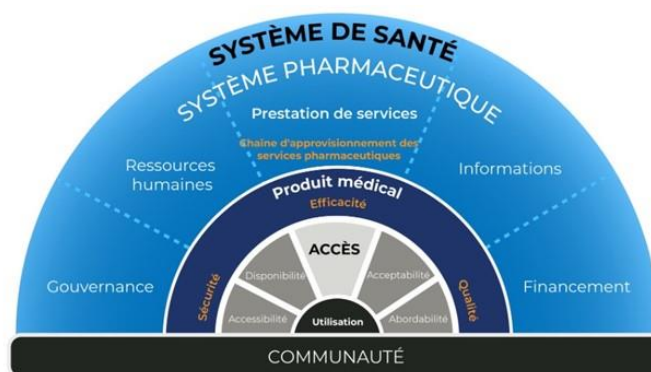 SYSTÈME DE SANTÉ
SYSTÈME PHARMACEUTIQUE
Prestation de services
Chaîne d'approvisionnement des
services pharmaceutiques
Ressources
humaines
Informations
Gouvernance
Financement
Produit médical
Efficacité
Sécurité
Qualité
ACCÈS
Disponibilité
Acceptabilité
Accessibilité
Abordabilité
Utilisation
COMMUNAUTÉ